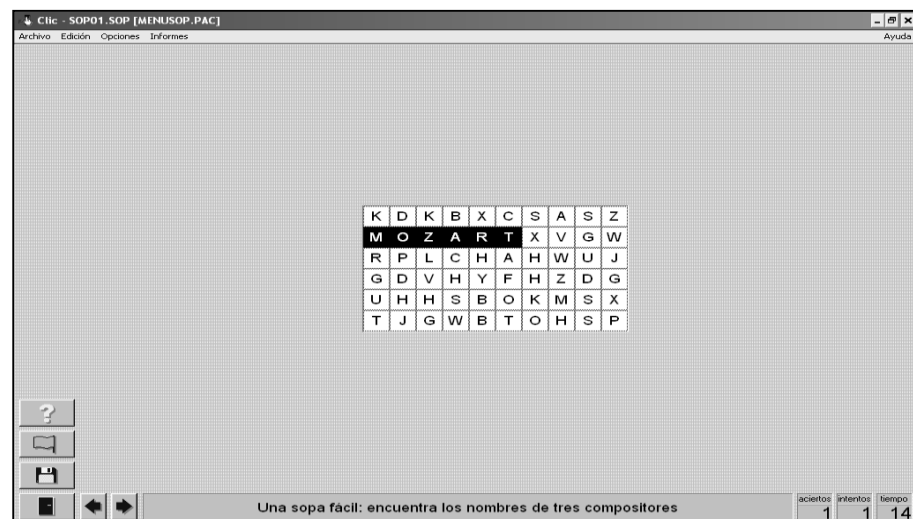 Clic - SOP01.SOP [MENUSOP.PAC]
Archivo Edición Opciones Informes Ayuda
K D K B X C S A S Z
M O Z A R T X V G W
R P L C H A H W U J
G D V H Y F H Z D G
U H H S B O K M S X
T J G W B T O H S P
?
Una sopa fácil: encuentra los nombres de tres compositores
aciertos intentos tiempo
1 1 14